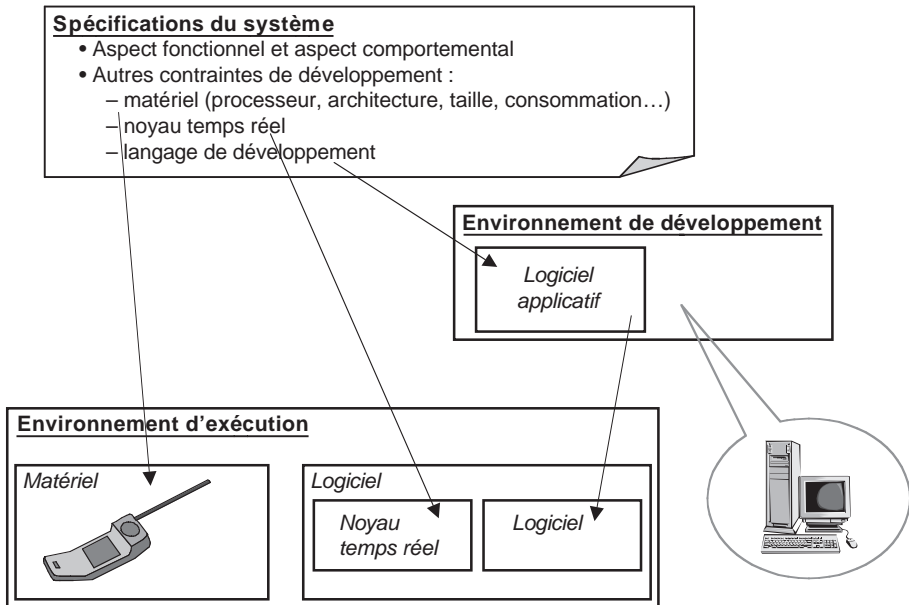 Spécifications du système
• Aspect fonctionnel et aspect comportemental
• Autres contraintes de développement :
– matériel (processeur, architecture, taille, consommation…)
– noyau temps réel
– langage de développement
Environnement de développement
Logiciel
applicatif
Environnement d’exécution
Matériel
Logiciel
Noyau
temps réel
Logiciel